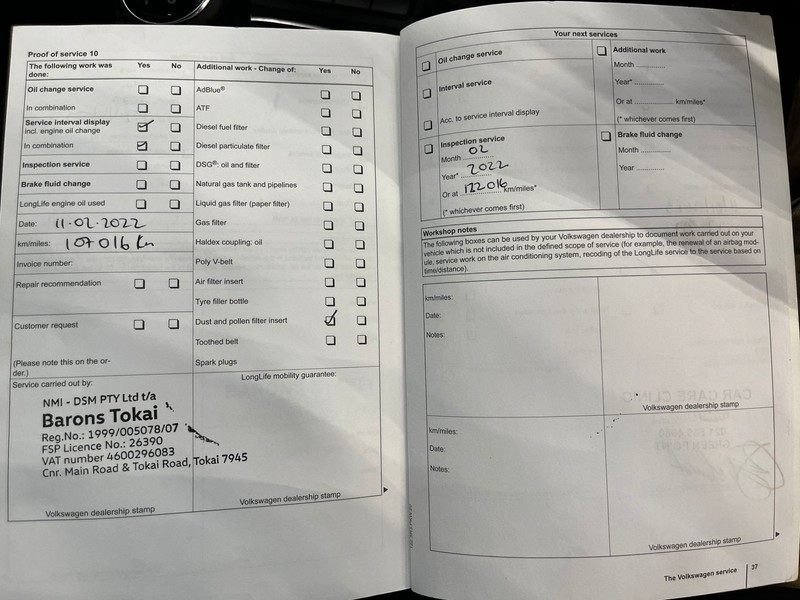 Proof of service 10
The following work was done: Yes No
Oil change service
In combination
Service interval display
incl. engine oil change
In combination
Inspection service
Brake fluid change
LongLife engine oil used
Date: 11-02-2022
km/miles: 107016 km
Invoice number:
Repair recommendation
Customer request
(Please note this on the or-
der.)
Service carried out by:
NMI - DSM PTY Ltd t/a
Barons Tokai
Reg.No.: 1999/005078/07
FSP Licence No.: 26390
VAT number 4600296083
Cnr. Main Road & Tokai Road, Tokai 7945
Volkswagen dealership stamp
Additional work - Change of: Yes No
AdBlue®
ATF
Diesel fuel filter
Diesel particulate filter
DSG®: oil and filter
Natural gas tank and pipelines
Liquid gas filter (paper filter)
Gas filter
Haldex coupling: oil
Poly V-belt
Air filter insert
Tyre filler bottle
Dust and pollen filter insert
Toothed belt
Spark plugs
LongLife mobility guarantee:
Volkswagen dealership stamp
Your next services
Oil change service
Interval service
Acc. to service interval display
Inspection service
Month 02
Year* 2022
Or at 122016 km/miles*
(* whichever comes first)
Additional work
Month
Year*
Or at km/miles*
(* whichever comes first)
Brake fluid change
Month
Year
Workshop notes
The following boxes can be used by your Volkswagen dealership to document work carried out on your
vehicle which is not included in the defined scope of service (for example, the renewal of an airbag mod-
ule, service work on the air conditioning system, recoding of the LongLife service to the service based on
time/distance).
km/miles:
Date:
Notes:
Volkswagen dealership stamp
km/miles:
Date:
Notes:
Volkswagen dealership stamp
The Volkswagen service 37